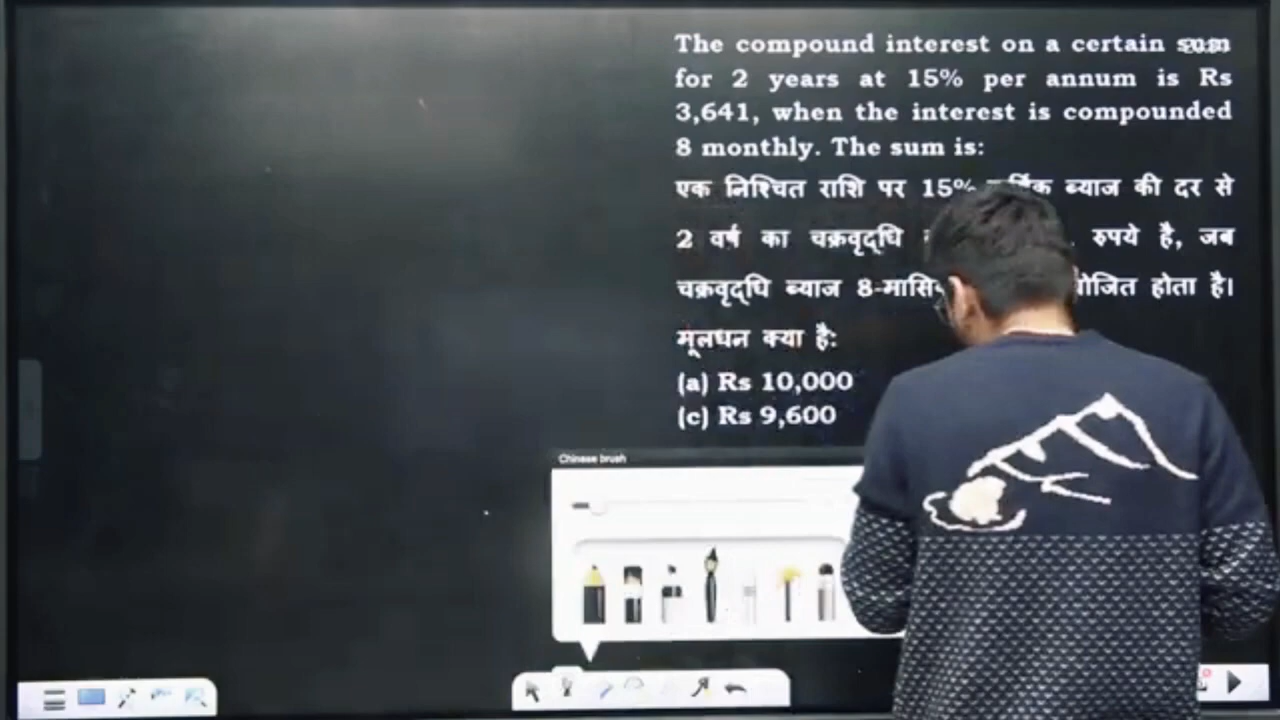 The compound interest on a certain sum
for 2 years at 15% per annum is Rs
3,641, when the interest is compounded
8 monthly. The sum is:
एक निश्चित राशि पर 15% ब्याज की दर से
2 वर्ष का चक्रवृद्धि रुपये है, जब
चक्रवृद्धि ब्याज 8-मासि होता है।
मूलधन क्या है:
(a) Rs 10,000
(c) Rs 9,600
Chinese brush